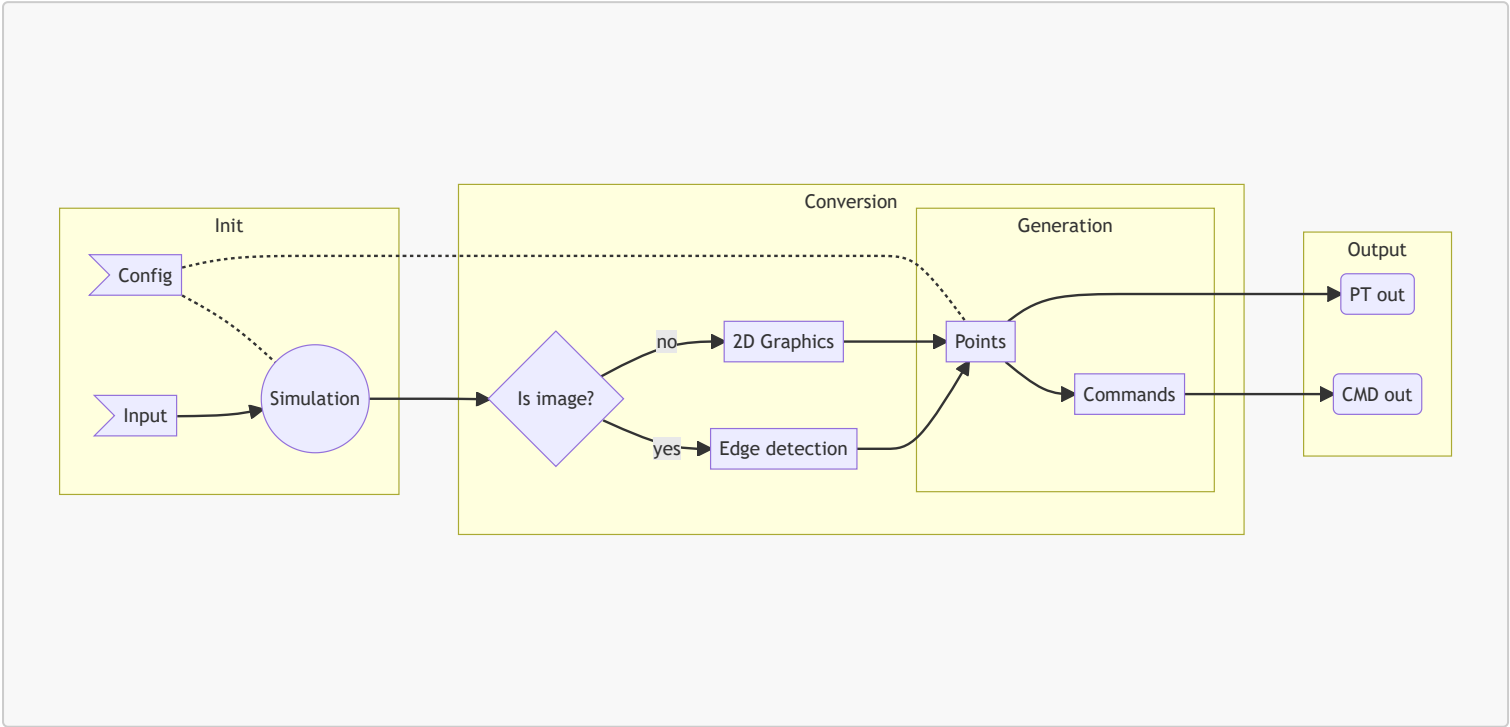 Init
Config
Input
Simulation
Conversion
Is image?
no
yes
2D Graphics
Edge detection
Generation
Points
Commands
Output
PT out
CMD out